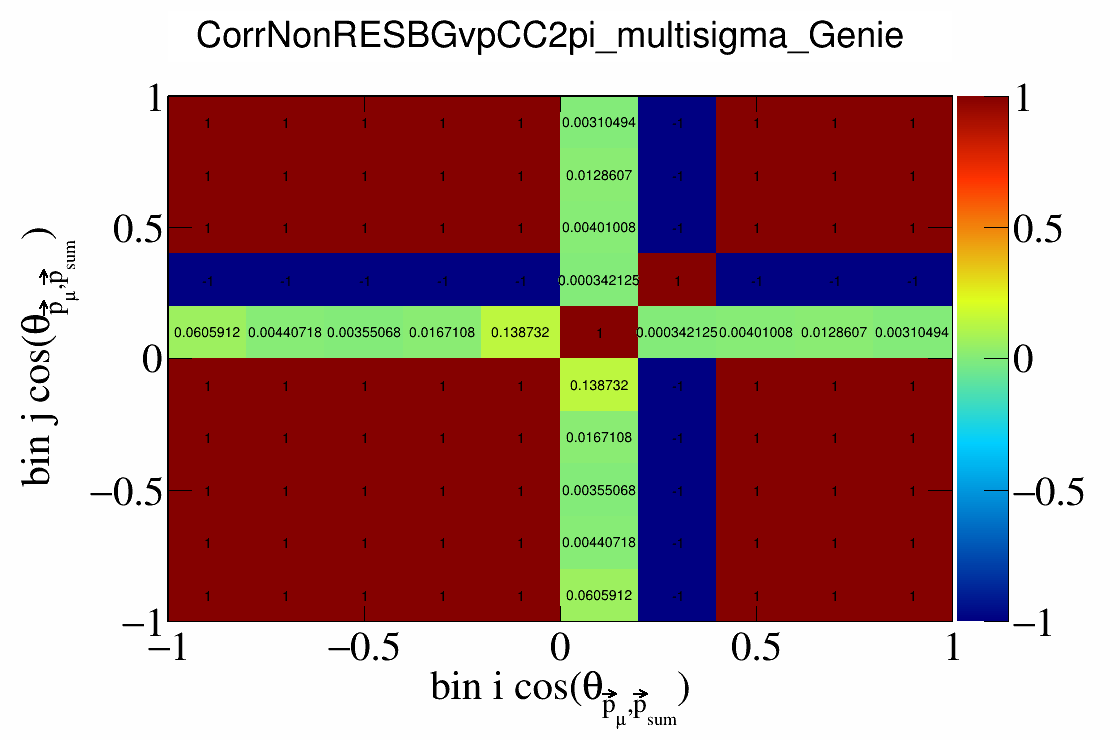 CorrNonRESBGvpCC2pi_multisigma_Genie
1 1 1 1 1 1 0.00310494 -1 1 1 1 1
1 1 1 1 1 0.0128607 -1 1 1 1
0.5 1 1 1 1 1 0.00401008 -1 1 1 1 0.5
-1 -1 -1 -1 -1 0.000342125 1 -1 -1 -1
0.0605912 0.00440718 0.00355068 0.0167108 0.138732 1 0.000342125 0.00401008 0.0128607 0.00310494
0 0
1 1 1 1 1 0.138732 -1 1 1 1
1 1 1 1 1 0.0167108 -1 1 1 1
−0.5 1 1 1 1 1 0.00355068 -1 1 1 1 −0.5
1 1 1 1 1 0.00440718 -1 1 1 1
1 1 1 1 1 0.0605912 -1 1 1 1
−1 −1
−1 −0.5 0 0.5 1
bin i cos(θp⃗μ,p⃗sum)
bin j cos(θp⃗μ,p⃗sum)